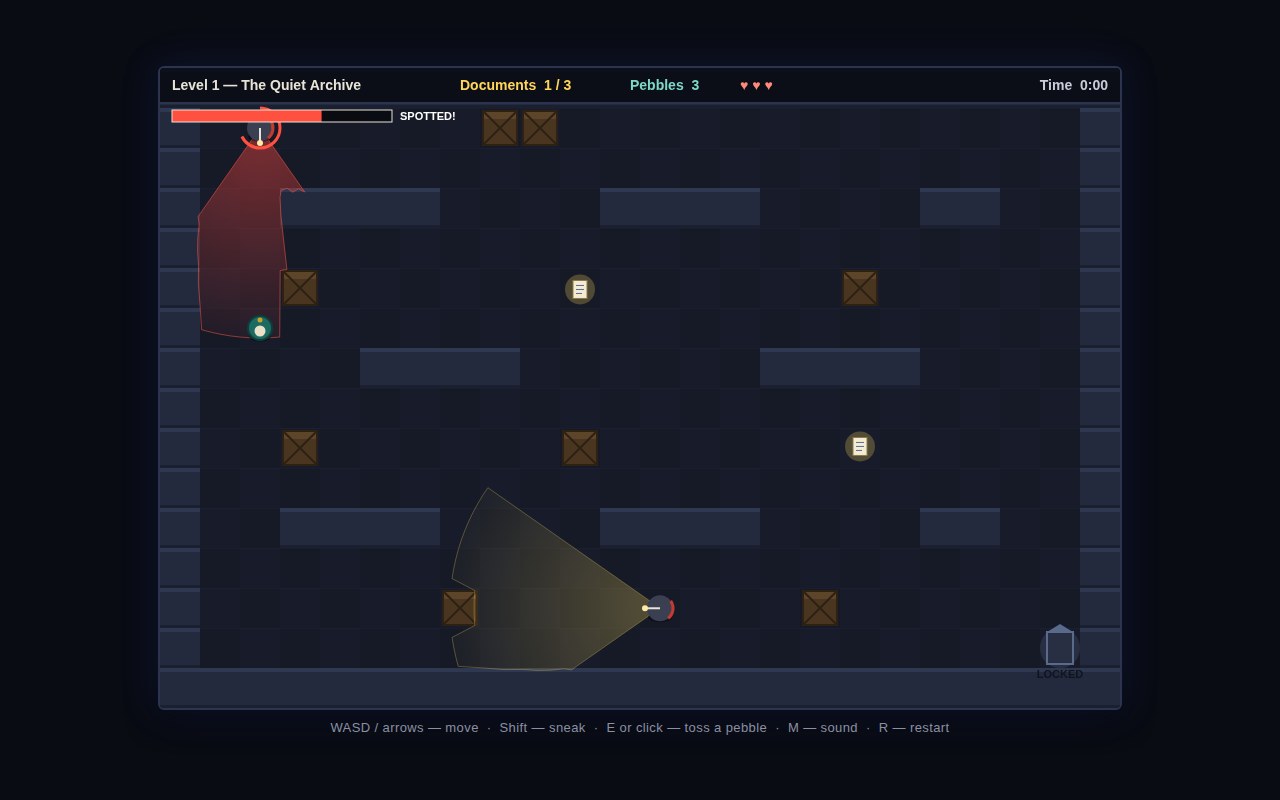 Level 1 — The Quiet Archive Documents 1 / 3 Pebbles 3 ♥ ♥ ♥ Time 0:00
SPOTTED!
LOCKED
WASD / arrows — move · Shift — sneak · E or click — toss a pebble · M — sound · R — restart